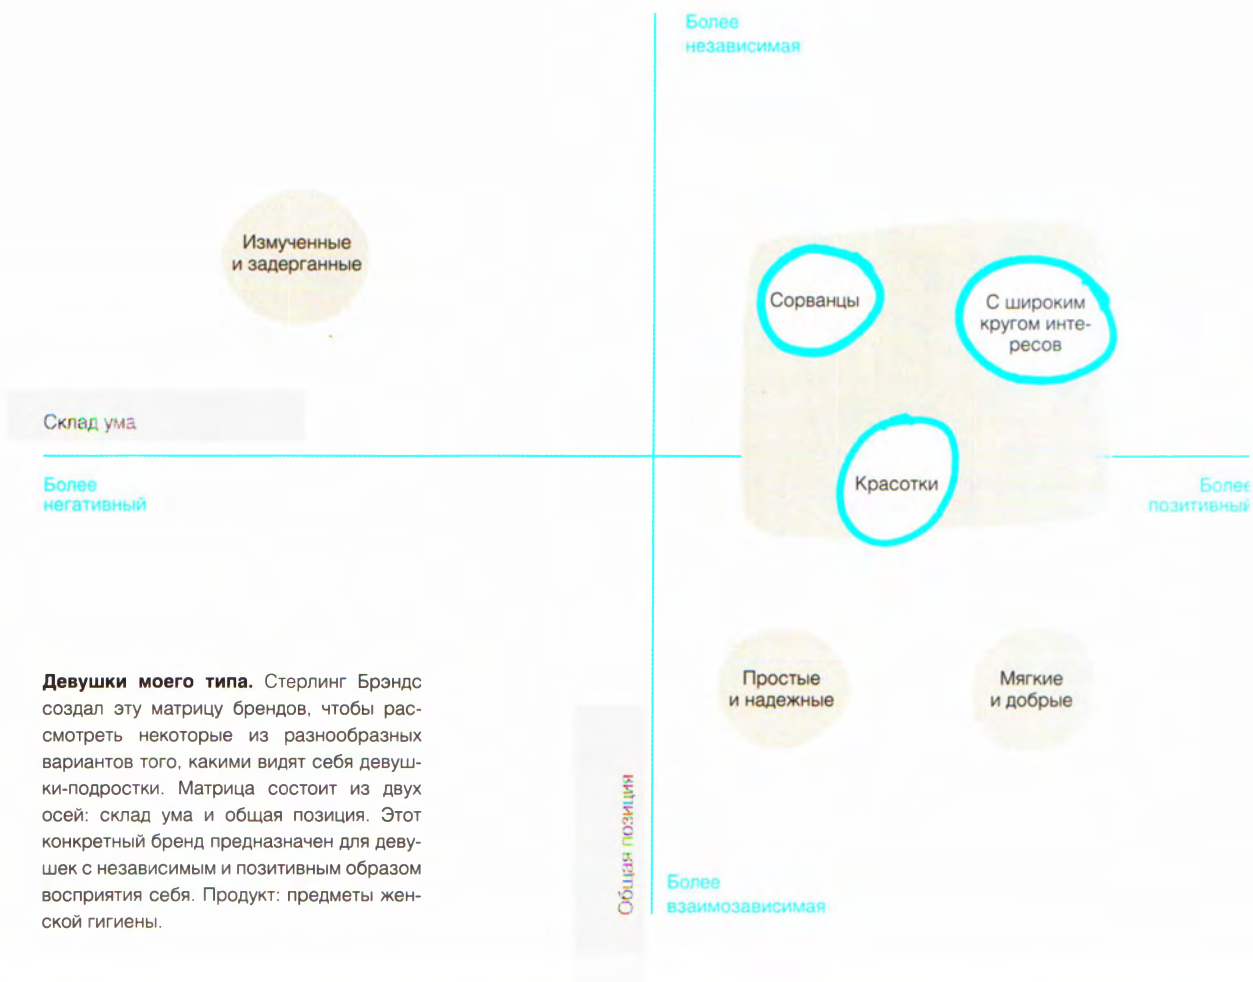 Более
независимая
Измученные
и задерганные
Сорванцы
С широким
кругом инте-
ресов
Склад ума
Более
негативный
Красотки
Более
позитивный
Простые
и надежные
Мягкие
и добрые
Девушки моего типа. Стерлинг Брэндс
создал эту матрицу брендов, чтобы рас-
смотреть некоторые из разнообразных
вариантов того, какими видят себя девуш-
ки-подростки. Матрица состоит из двух
осей: склад ума и общая позиция. Этот
конкретный бренд предназначен для деву-
шек с независимым и позитивным образом
восприятия себя. Продукт: предметы жен-
ской гигиены.
Общая позиция
Более
взаимозависимая